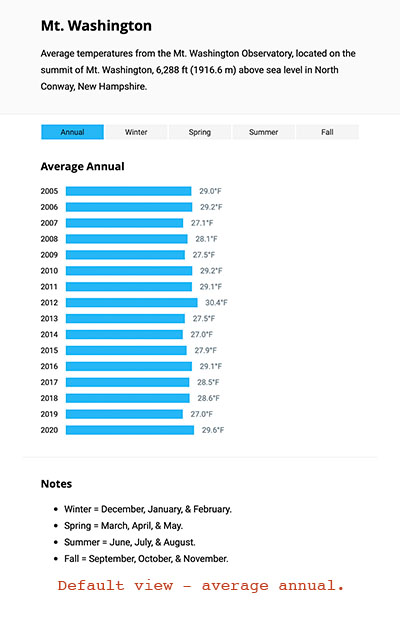 Mt. Washington
Average temperatures from the Mt. Washington Observatory, located on the
summit of Mt. Washington, 6,288 ft (1916.6 m) above sea level in North
Conway, New Hampshire.
Annual Winter Spring Summer Fall
Average Annual
2005 29.0°F
2006 29.2°F
2007 27.1°F
2008 28.1°F
2009 27.5°F
2010 29.2°F
2011 29.1°F
2012 30.4°F
2013 27.5°F
2014 27.0°F
2015 27.9°F
2016 29.1°F
2017 28.5°F
2018 28.6°F
2019 27.0°F
2020 29.6°F
Notes
• Winter = December, January, & February.
• Spring = March, April, & May.
• Summer = June, July, & August.
• Fall = September, October, & November.
Default view - average annual.